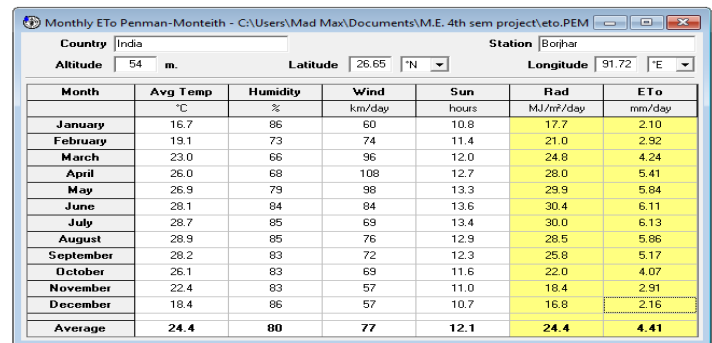 Monthly ETo Penman-Monteith - C:\Users\Mad Max\Documents\M.E. 4th sem project\eto.PEM
Country India Station Borjhar
Altitude 54 m. Latitude 26.65 °N Longitude 91.72 °E
Month Avg Temp Humidity Wind Sun Rad ETo
°C % km/day hours MJ/m²/day mm/day
January 16.7 86 60 10.8 17.7 2.10
February 19.1 73 74 11.4 21.0 2.92
March 23.0 66 96 12.0 24.8 4.24
April 26.0 68 108 12.7 28.0 5.41
May 26.9 79 98 13.3 29.9 5.84
June 28.1 84 84 13.6 30.4 6.11
July 28.7 85 69 13.4 30.0 6.13
August 28.9 85 76 12.9 28.5 5.86
September 28.2 83 72 12.3 25.8 5.17
October 26.1 83 69 11.6 22.0 4.07
November 22.4 83 57 11.0 18.4 2.91
December 18.4 86 57 10.7 16.8 2.16
Average 24.4 80 77 12.1 24.4 4.41